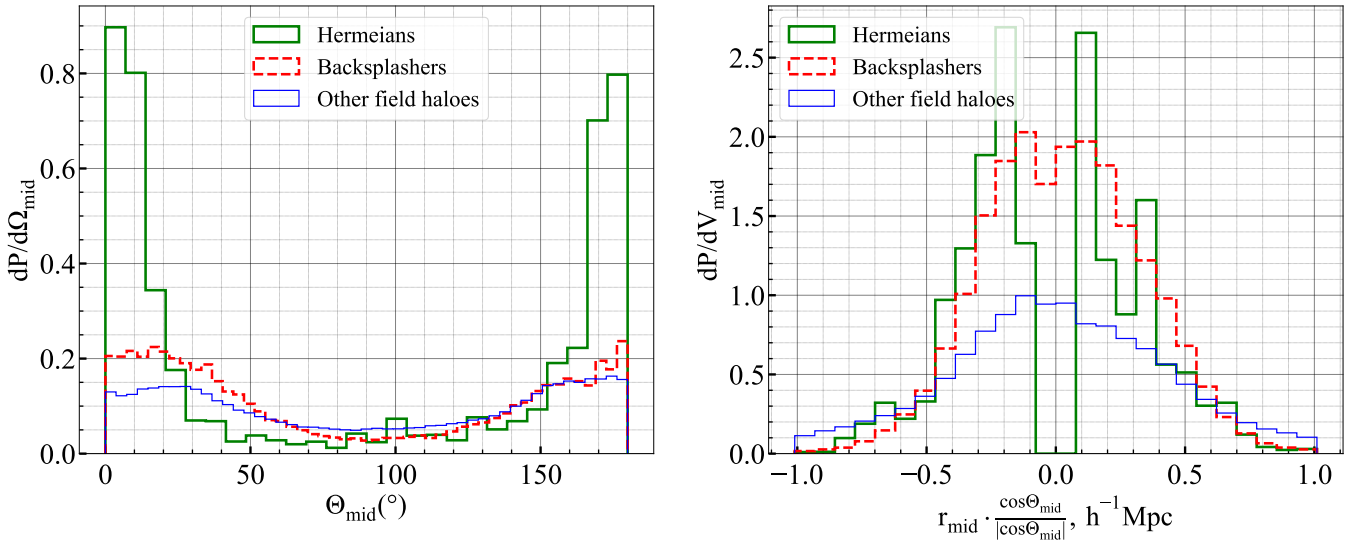 Hermeians
Backsplashers
Other field haloes
0.0
0.2
0.4
0.6
0.8
dP/dΩmid
0
50
100
150
Θmid(°)
Hermeians
Backsplashers
Other field haloes
0.0
0.5
1.0
1.5
2.0
2.5
dP/dVmid
−1.0
−0.5
0.0
0.5
1.0
rmid · cosΘmid/|cosΘmid|, h−1Mpc